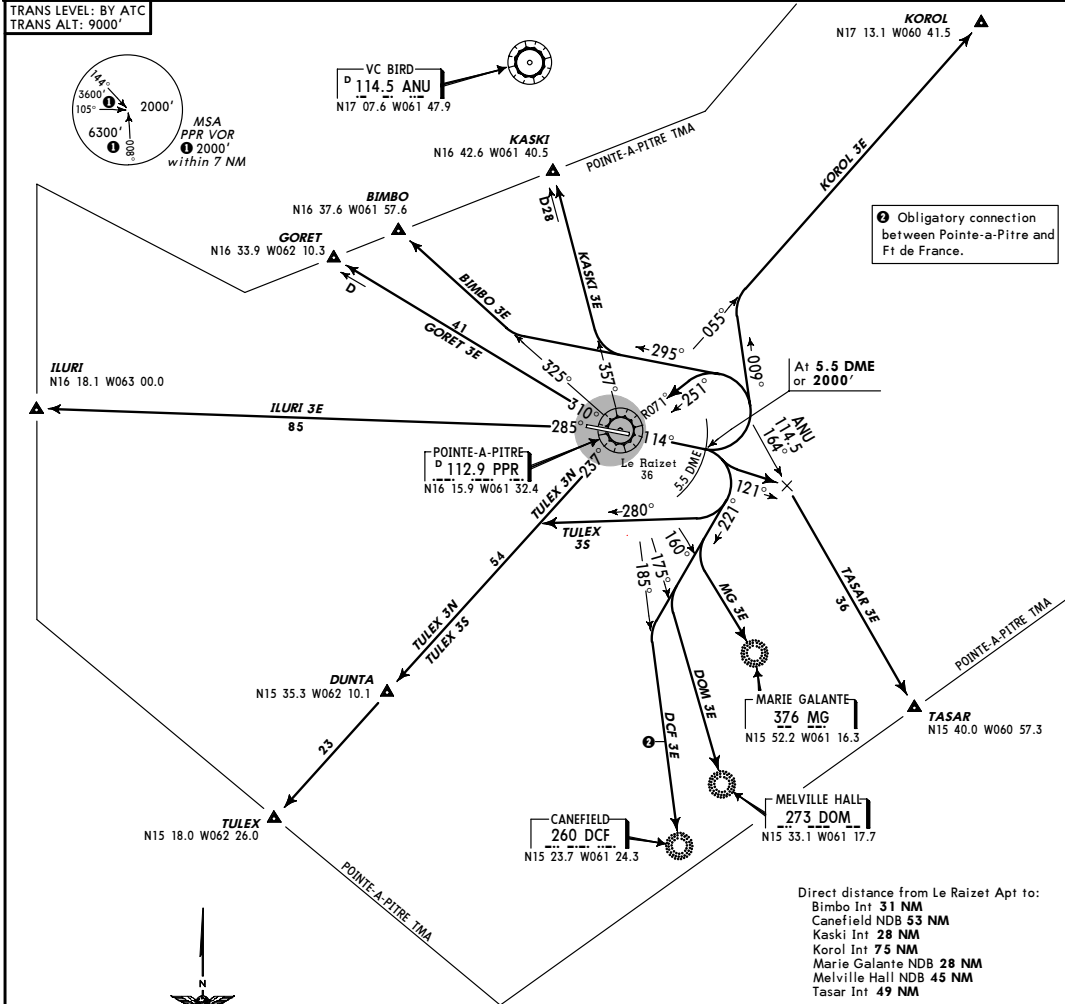 TRANS LEVEL: BY ATC
TRANS ALT: 9000'
KOROL
N17 13.1 W060 41.5
VC BIRD
D 114.5 ANU
N17 07.6 W061 47.9
144°
3600'
❶
105°
2000'
6300'
❶
008°
MSA
PPR VOR
❶ 2000'
within 7 NM
KASKI
N16 42.6 W061 40.5
POINTE-A-PITRE TMA
KOROL 3E
BIMBO
N16 37.6 W061 57.6
D28
❷ Obligatory connection
between Pointe-a-Pitre and
Ft de France.
GORET
N16 33.9 W062 10.3
D
KASKI 3E
BIMBO 3E
41
GORET 3E
055°
295°
009°
325°
357°
At 5.5 DME
or 2000'
ILURI
N16 18.1 W063 00.0
ILURI 3E
85
310°
R071°
251°
285°
114°
237°
ANU
114.5
164°
POINTE-A-PITRE
D 112.9 PPR
N16 15.9 W061 32.4
Le Raizet
36
5.5 DME
121°
TULEX 3N
280°
TULEX
3S
221°
160°
175°
185°
54
MG 3E
TASAR 3E
36
TULEX 3N
TULEX 3S
POINTE-A-PITRE TMA
DUNTA
N15 35.3 W062 10.1
DOM 3E
MARIE GALANTE
376 MG
N15 52.2 W061 16.3
TASAR
N15 40.0 W060 57.3
DCF 3E
❷
23
MELVILLE HALL
273 DOM
N15 33.1 W061 17.7
TULEX
N15 18.0 W062 26.0
CANEFIELD
260 DCF
N15 23.7 W061 24.3
POINTE-A-PITRE TMA
Direct distance from Le Raizet Apt to:
Bimbo Int 31 NM
Canefield NDB 53 NM
Kaski Int 28 NM
Korol Int 75 NM
Marie Galante NDB 28 NM
Melville Hall NDB 45 NM
Tasar Int 49 NM
N